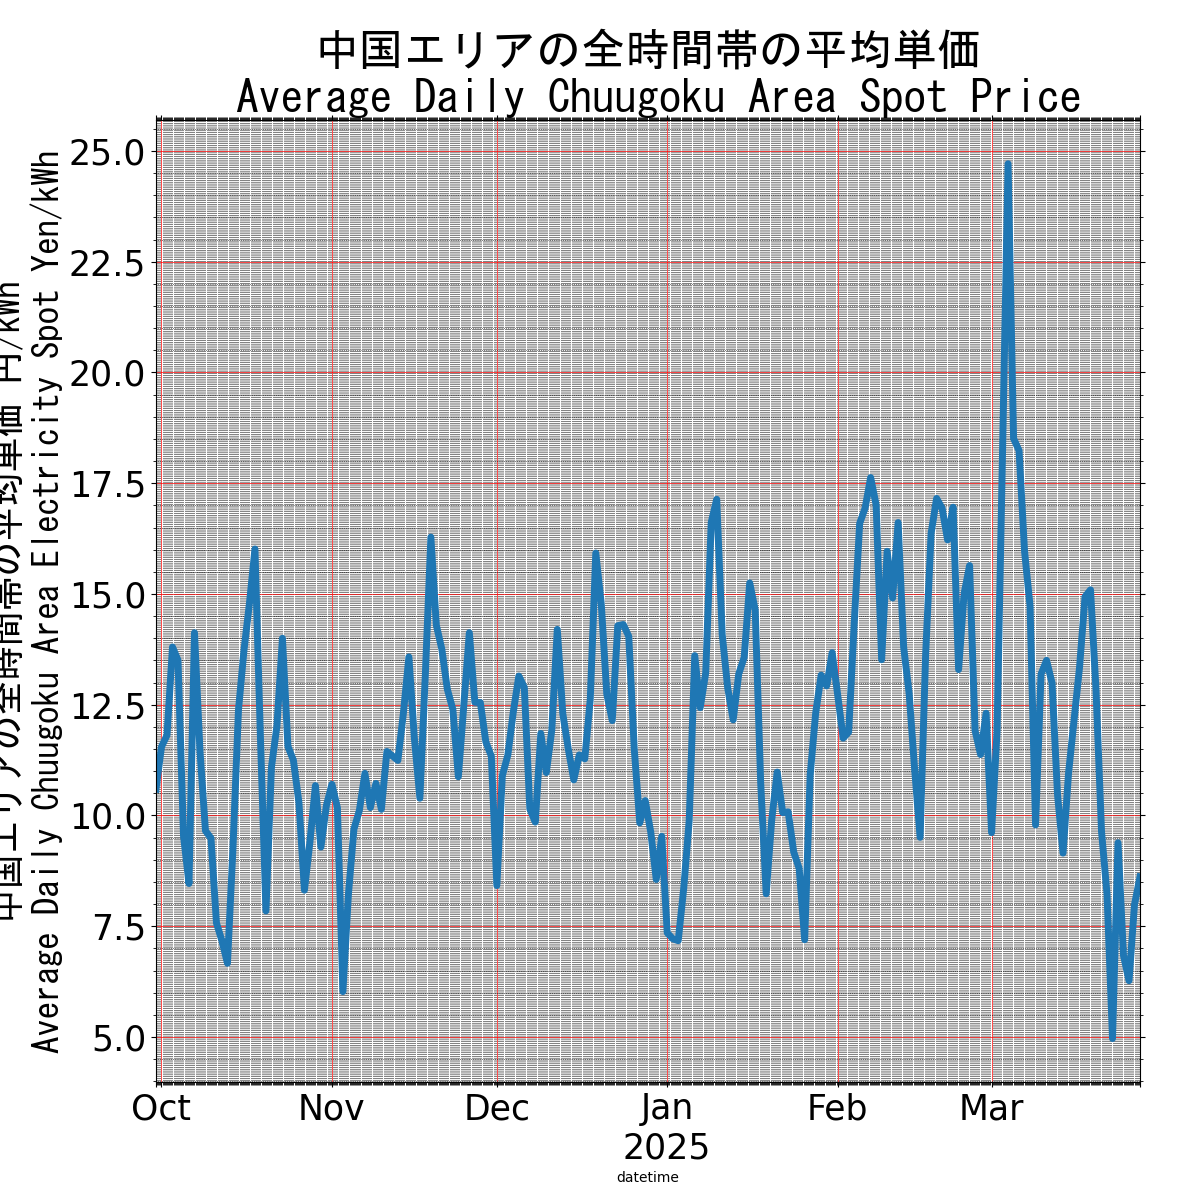 中国エリアの全時間帯の平均単価
Average Daily Chuugoku Area Spot Price
中国エリアの全時間帯の平均単価 円/kWh
Average Daily Chuugoku Area Electricity Spot Yen/kWh
25.0
22.5
20.0
17.5
15.0
12.5
10.0
7.5
5.0
Oct Nov Dec Jan Feb Mar
2025
datetime